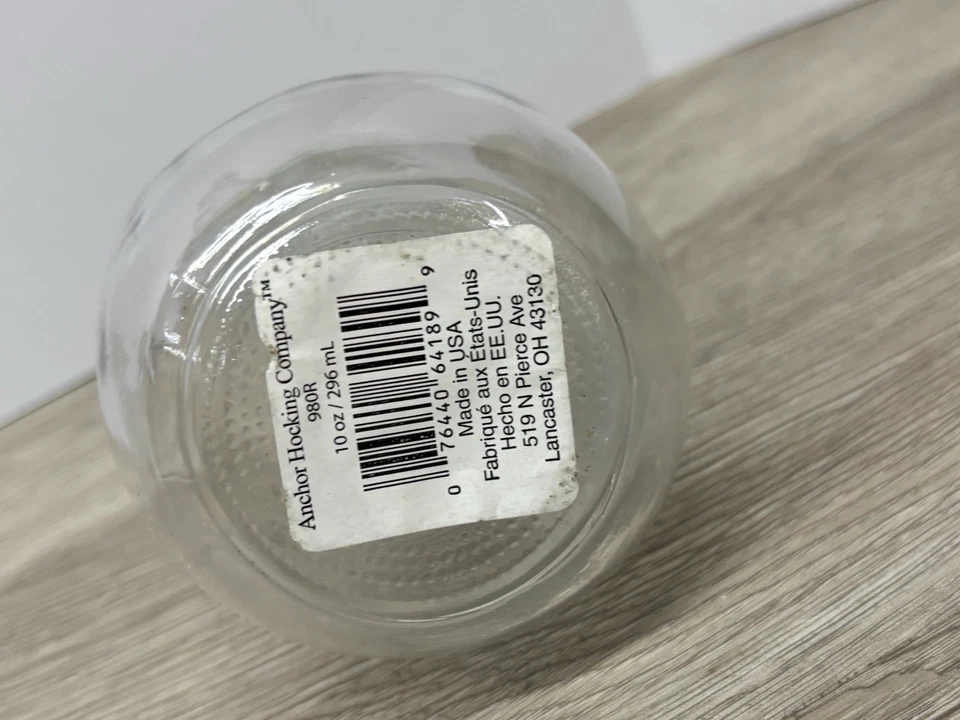 Anchor Hocking Company™
980R
10 oz / 296 mL
0 76440 64189 9
Made in USA
Fabriqué aux États-Unis
Hecho en EE.UU.
519 N Pierce Ave
Lancaster, OH 43130